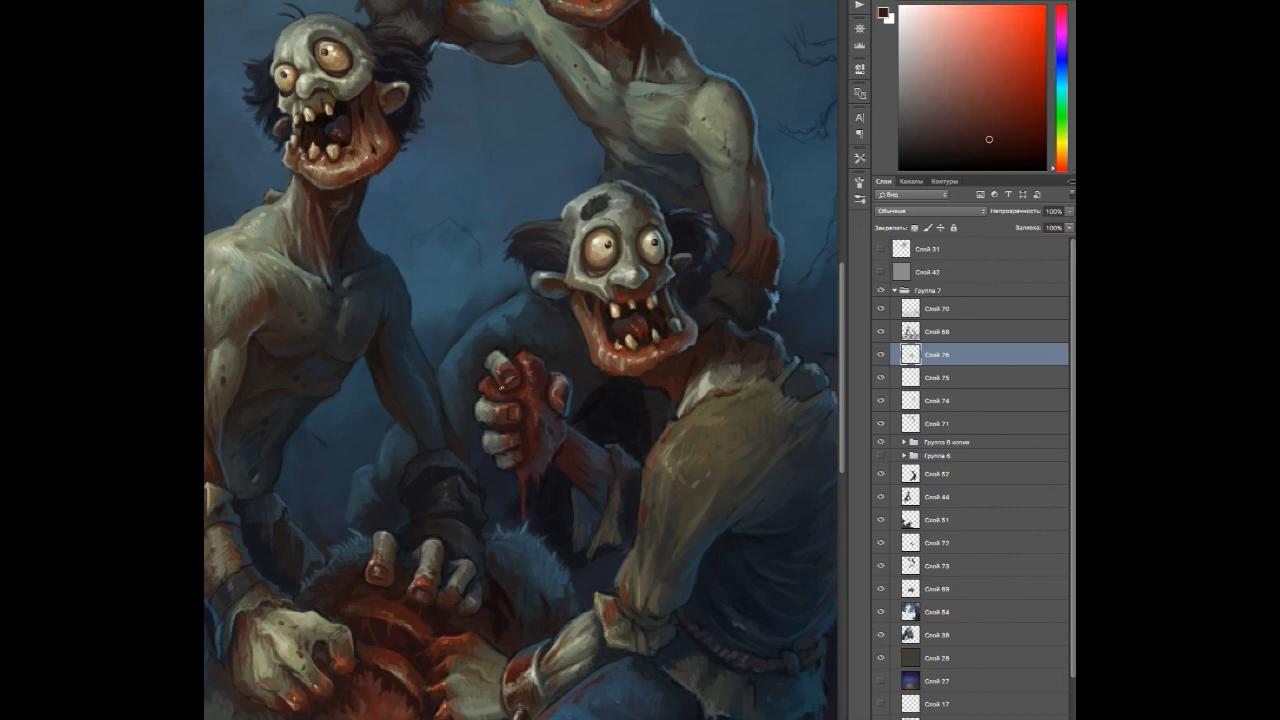 Слои Каналы Контуры
Вид
Обычные Непрозрачность: 100%
Закрепить: Заливка: 100%
Слой 31
Слой 42
Группа 7
Слой 70
Слой 68
Слой 76
Слой 75
Слой 74
Слой 71
Группа 6 копия
Группа 6
Слой 52
Слой 44
Слой 51
Слой 72
Слой 73
Слой 69
Слой 54
Слой 38
Слой 28
Слой 27
Слой 17